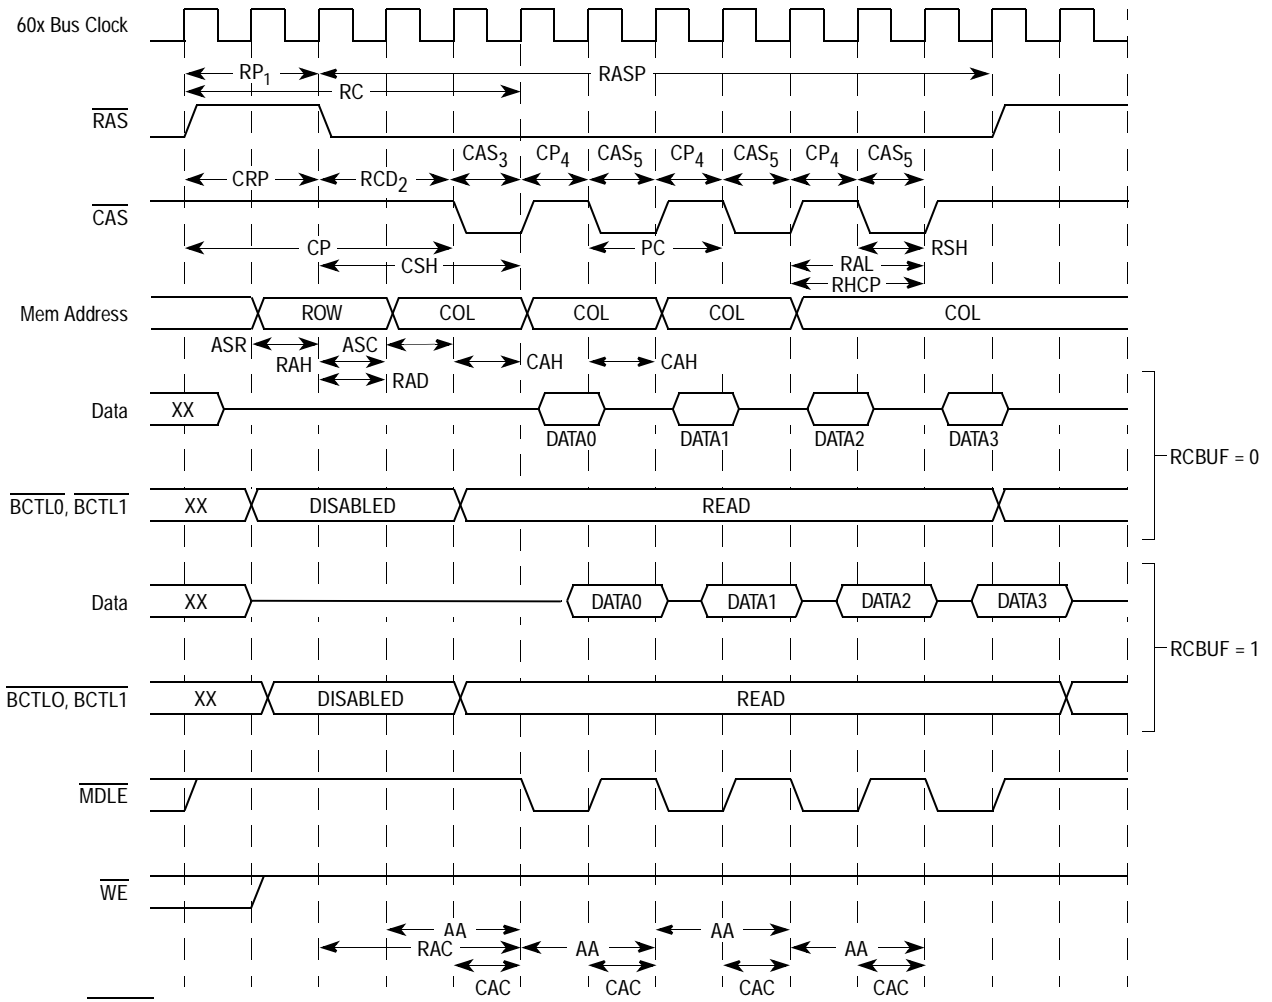 60x Bus Clock
RP1 RASP
RC
RAS
CAS3 CP4 CAS5 CP4 CAS5 CP4 CAS5
CRP RCD2
CAS
CP PC RSH
CSH RAL
RHCP
Mem Address ROW COL COL COL COL
ASR ASC
RAH CAH CAH
RAD
Data XX
DATA0 DATA1 DATA2 DATA3
RCBUF = 0
BCTL0, BCTL1 XX DISABLED READ
Data XX DATA0 DATA1 DATA2 DATA3
RCBUF = 1
BCTLO, BCTL1 XX DISABLED READ
MDLE
WE
AA AA
RAC AA AA
CAC CAC CAC CAC